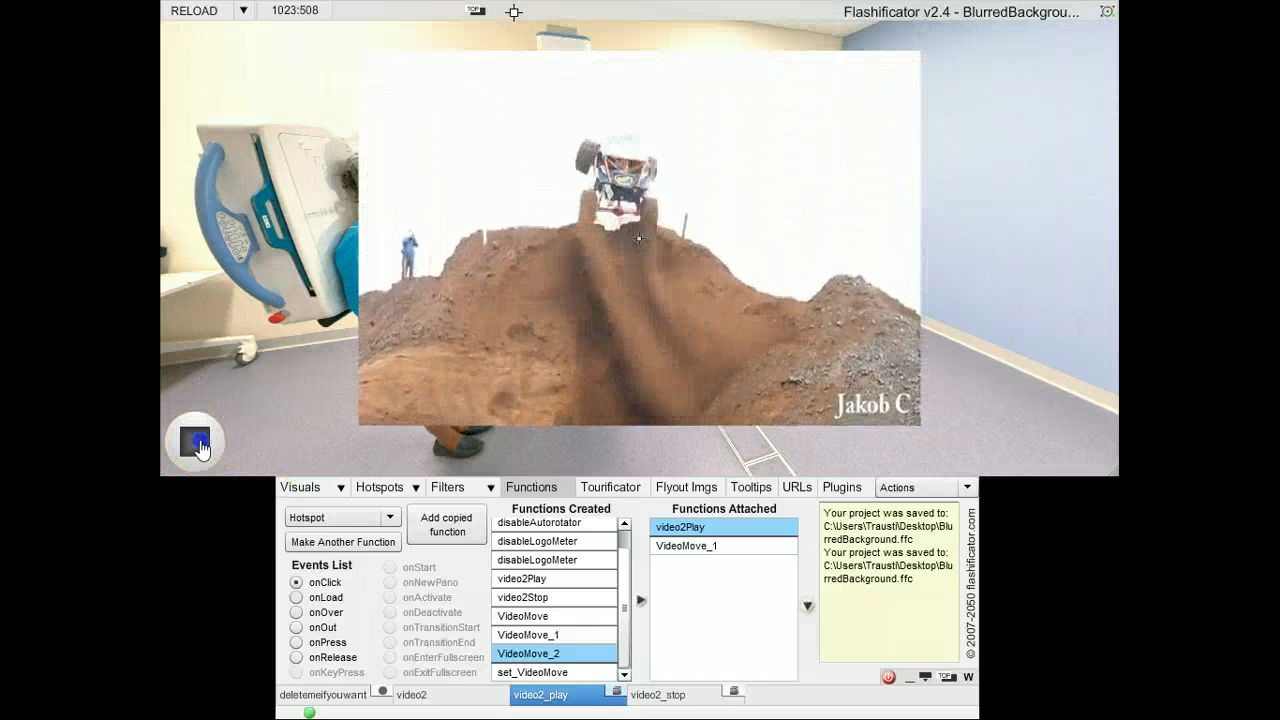 RELOAD 1023:508 TOP Flashificator v2.4 - BlurredBackgrou...
Jakob C
Visuals Hotspots Filters Functions Tourificator Flyout Imgs Tooltips URLs Plugins Actions
Functions Created Functions Attached
Hotspot
Add copied
function
Make Another Function
Events List
onClick
onLoad
onOver
onOut
onPress
onRelease
onKeyPress
onStart
onNewPano
onActivate
onDeactivate
onTransitionStart
onTransitionEnd
onEnterFullscreen
onExitFullscreen
disableAutorotator
disableLogoMeter
disableLogoMeter
video2Play
video2Stop
VideoMove
VideoMove_1
VideoMove_2
set_VideoMove
video2Play
VideoMove_1
Your project was saved to:
C:\Users\Trausti\Desktop\Blu
rredBackground.ffc
Your project was saved to:
C:\Users\Trausti\Desktop\Blu
rredBackground.ffc
© 2007-2050 flashificator.com
TOP W
deletemeifyouwant video2 video2_play video2_stop